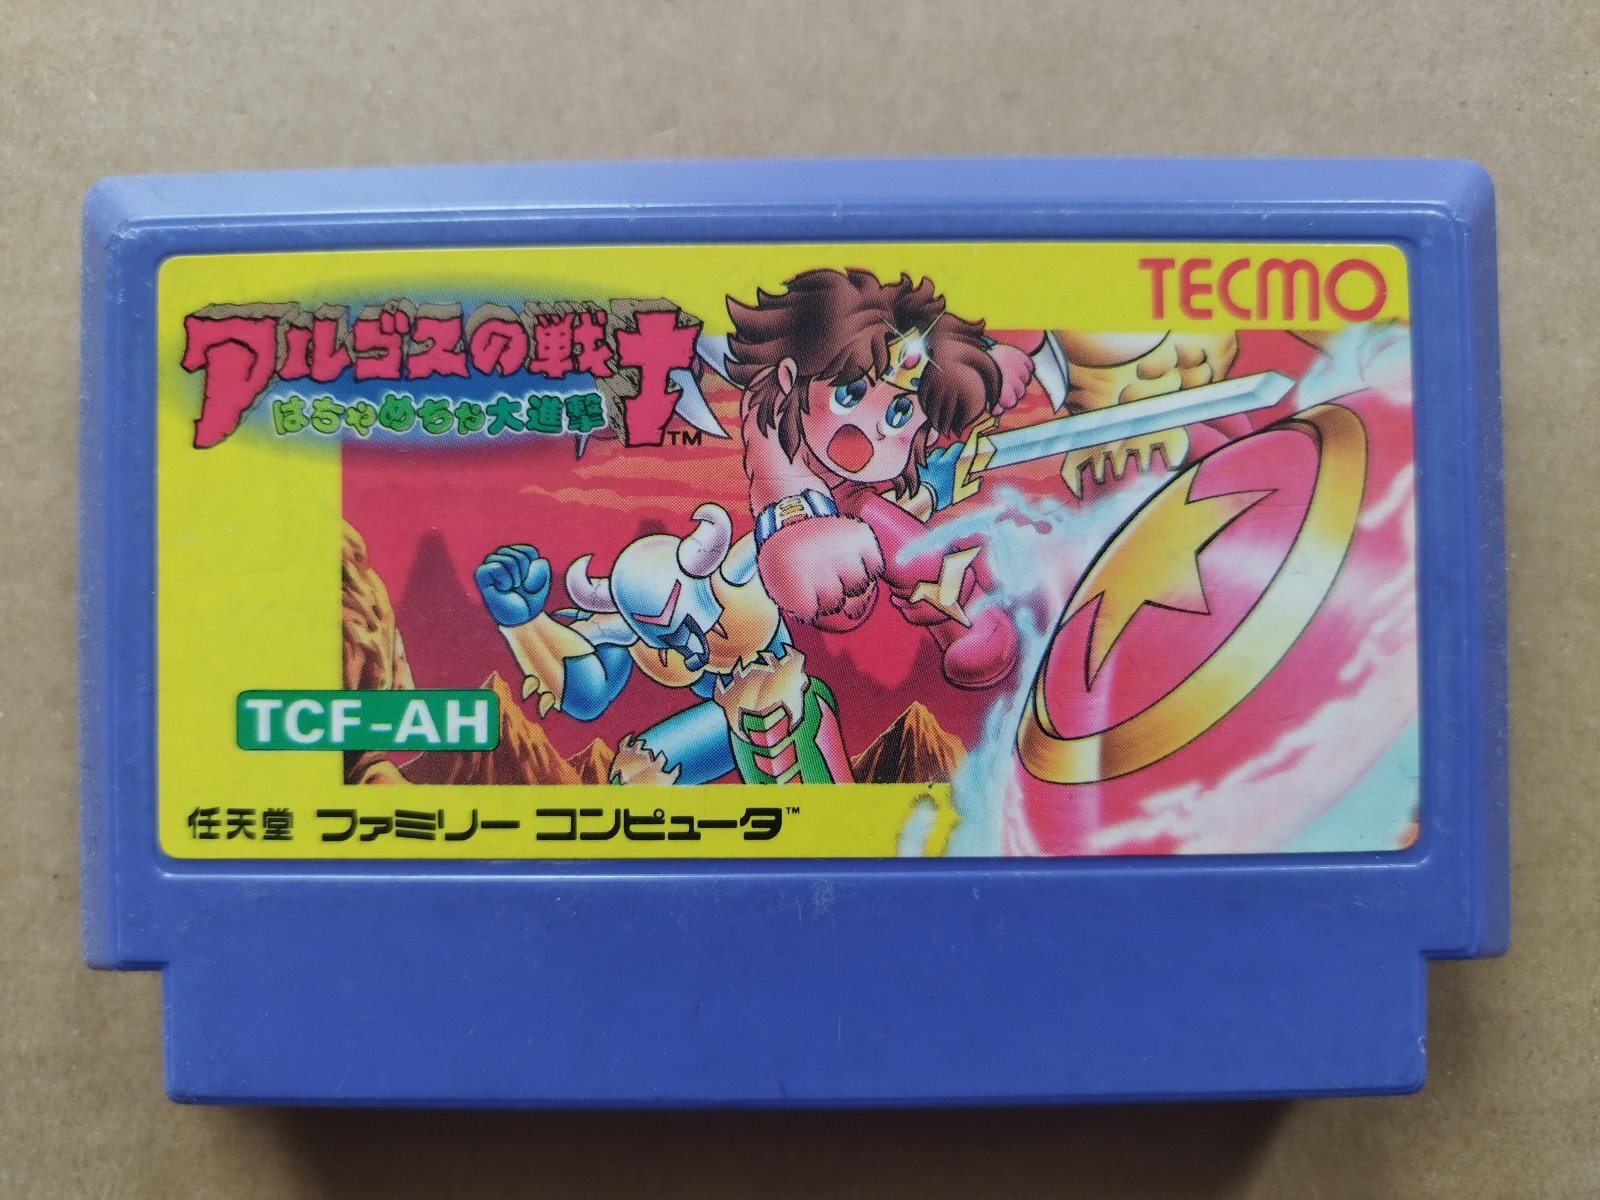 TECMO
アルゴスの戦士
はちゃめちゃ大進撃
TM
TCF-AH
任天堂 ファミリー コンピュータ™